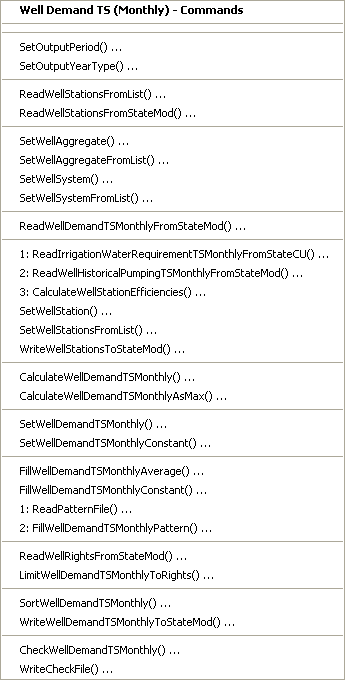 Well Demand TS (Monthly) - Commands
SetOutputPeriod() ...
SetOutputYearType() ...
ReadWellStationsFromList() ...
ReadWellStationsFromStateMod() ...
SetWellAggregate() ...
SetWellAggregateFromList() ...
SetWellSystem() ...
SetWellSystemFromList() ...
ReadWellDemandTSMonthlyFromStateMod() ...
1: ReadIrrigationWaterRequirementTSMonthlyFromStateCU() ...
2: ReadWellHistoricalPumpingTSMonthlyFromStateMod() ...
3: CalculateWellStationEfficiencies() ...
SetWellStation() ...
SetWellStationsFromList() ...
WriteWellStationsToStateMod() ...
CalculateWellDemandTSMonthly() ...
CalculateWellDemandTSMonthlyAsMax() ...
SetWellDemandTSMonthly() ...
SetWellDemandTSMonthlyConstant() ...
FillWellDemandTSMonthlyAverage() ...
FillWellDemandTSMonthlyConstant() ...
1: ReadPatternFile() ...
2: FillWellDemandTSMonthlyPattern() ...
ReadWellRightsFromStateMod() ...
LimitWellDemandTSMonthlyToRights() ...
SortWellDemandTSMonthly() ...
WriteWellDemandTSMonthlyToStateMod() ...
CheckWellDemandTSMonthly() ...
WriteCheckFile() ...